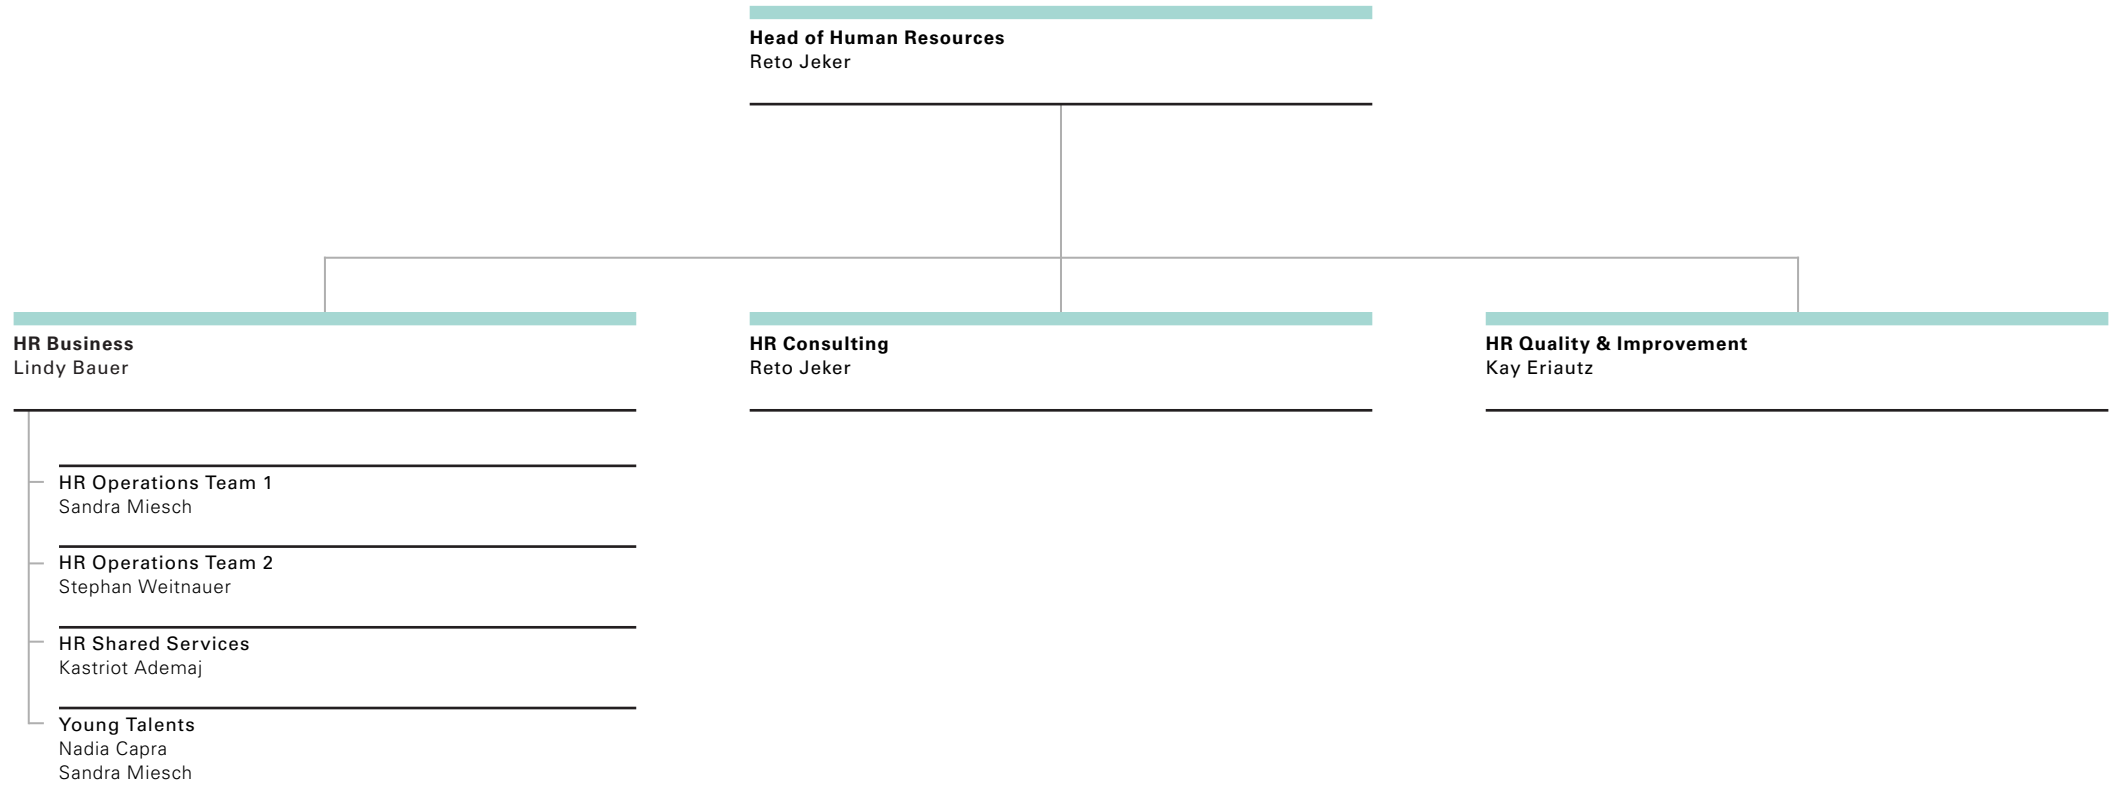 Head of Human Resources
Reto Jeker
HR Business
Lindy Bauer
HR Consulting
Reto Jeker
HR Quality & Improvement
Kay Eriautz
HR Operations Team 1
Sandra Miesch
HR Operations Team 2
Stephan Weitnauer
HR Shared Services
Kastriot Ademaj
Young Talents
Nadia Capra
Sandra Miesch